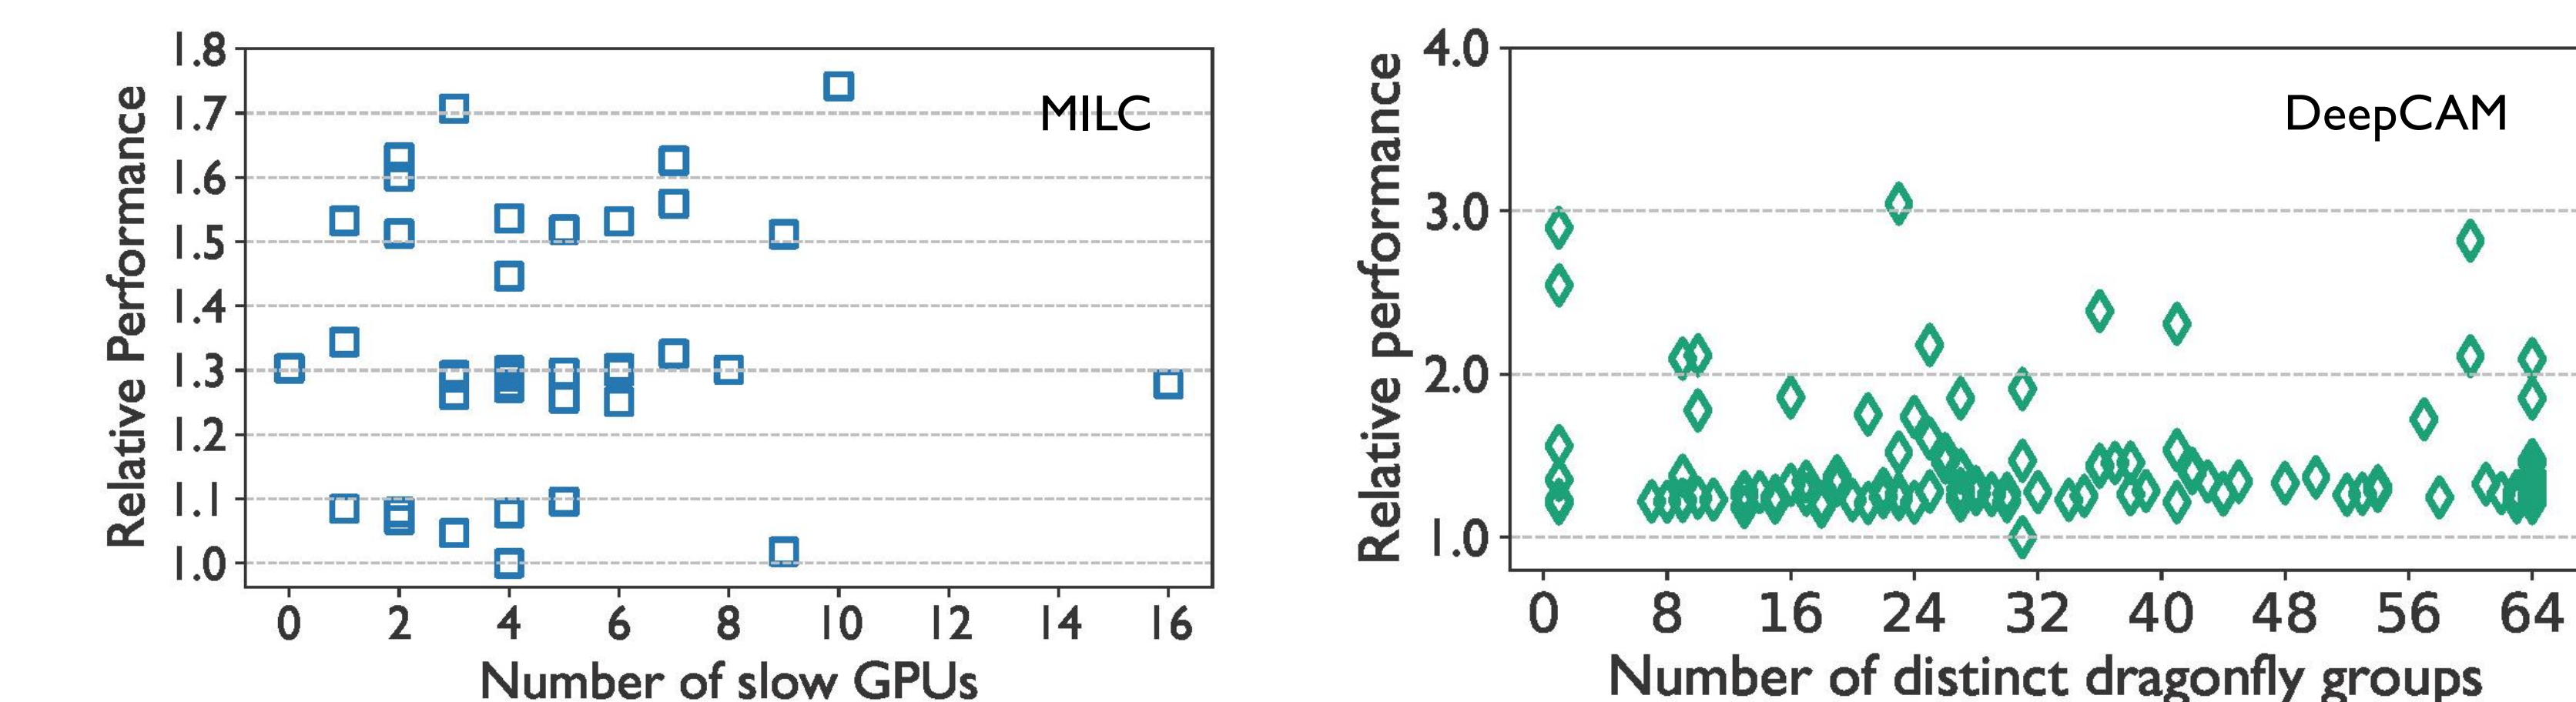 Relative Performance
1.8
1.7
1.6
1.5
1.4
1.3
1.2
1.1
1.0
MILC
0 2 4 6 8 10 12 14 16
Number of slow GPUs
Relative performance
4.0
3.0
2.0
1.0
DeepCAM
0 8 16 24 32 40 48 56 64
Number of distinct dragonfly groups